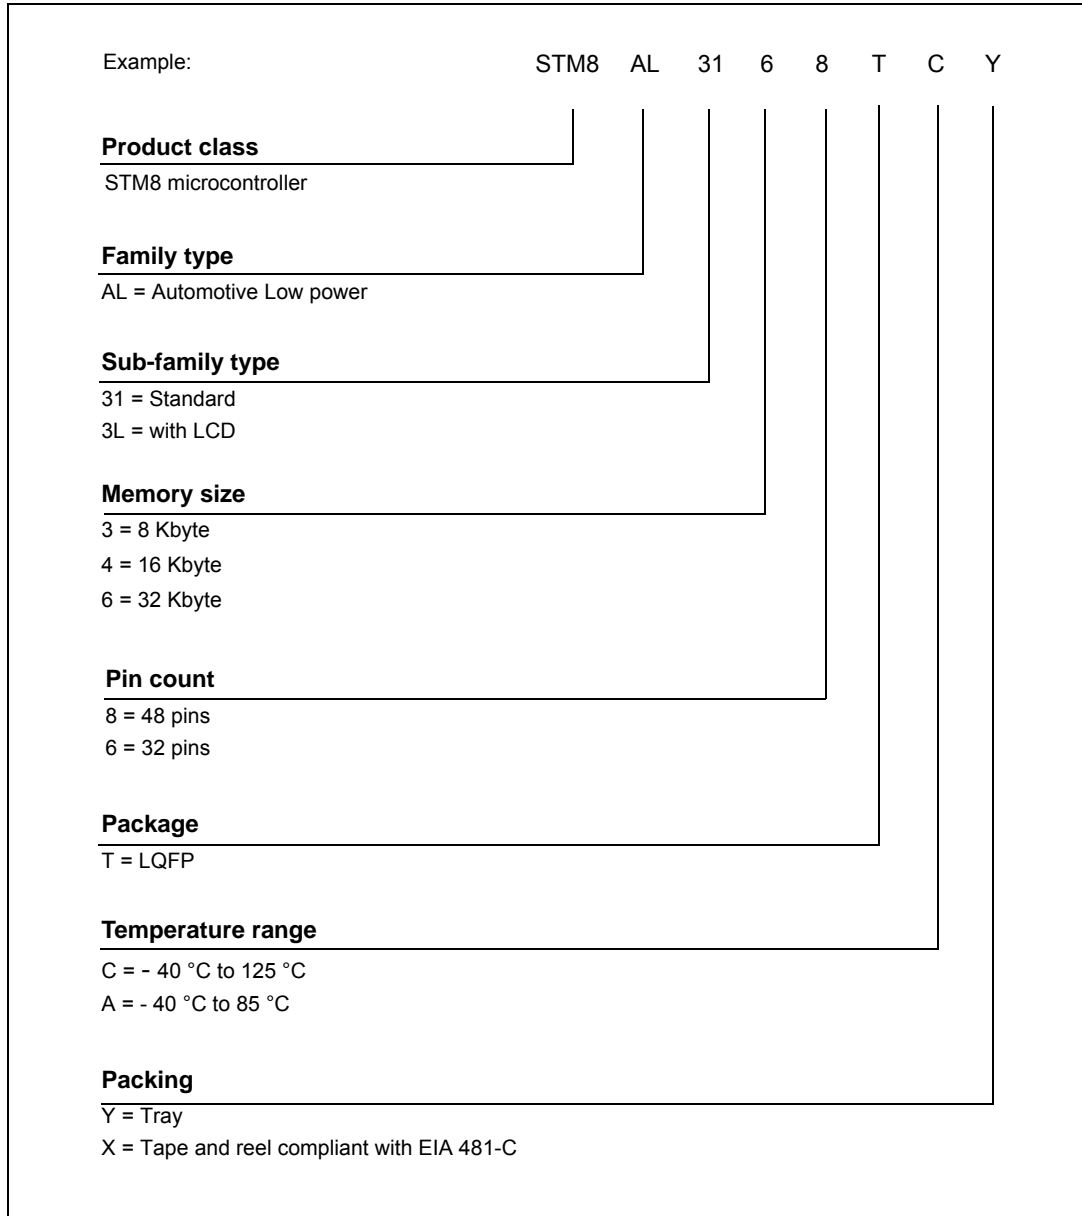 Example: STM8 AL 31 6 8 T C Y
Product class
STM8 microcontroller
Family type
AL = Automotive Low power
Sub-family type
31 = Standard
3L = with LCD
Memory size
3 = 8 Kbyte
4 = 16 Kbyte
6 = 32 Kbyte
Pin count
8 = 48 pins
6 = 32 pins
Package
T = LQFP
Temperature range
C = - 40 °C to 125 °C
A = - 40 °C to 85 °C
Packing
Y = Tray
X = Tape and reel compliant with EIA 481-C